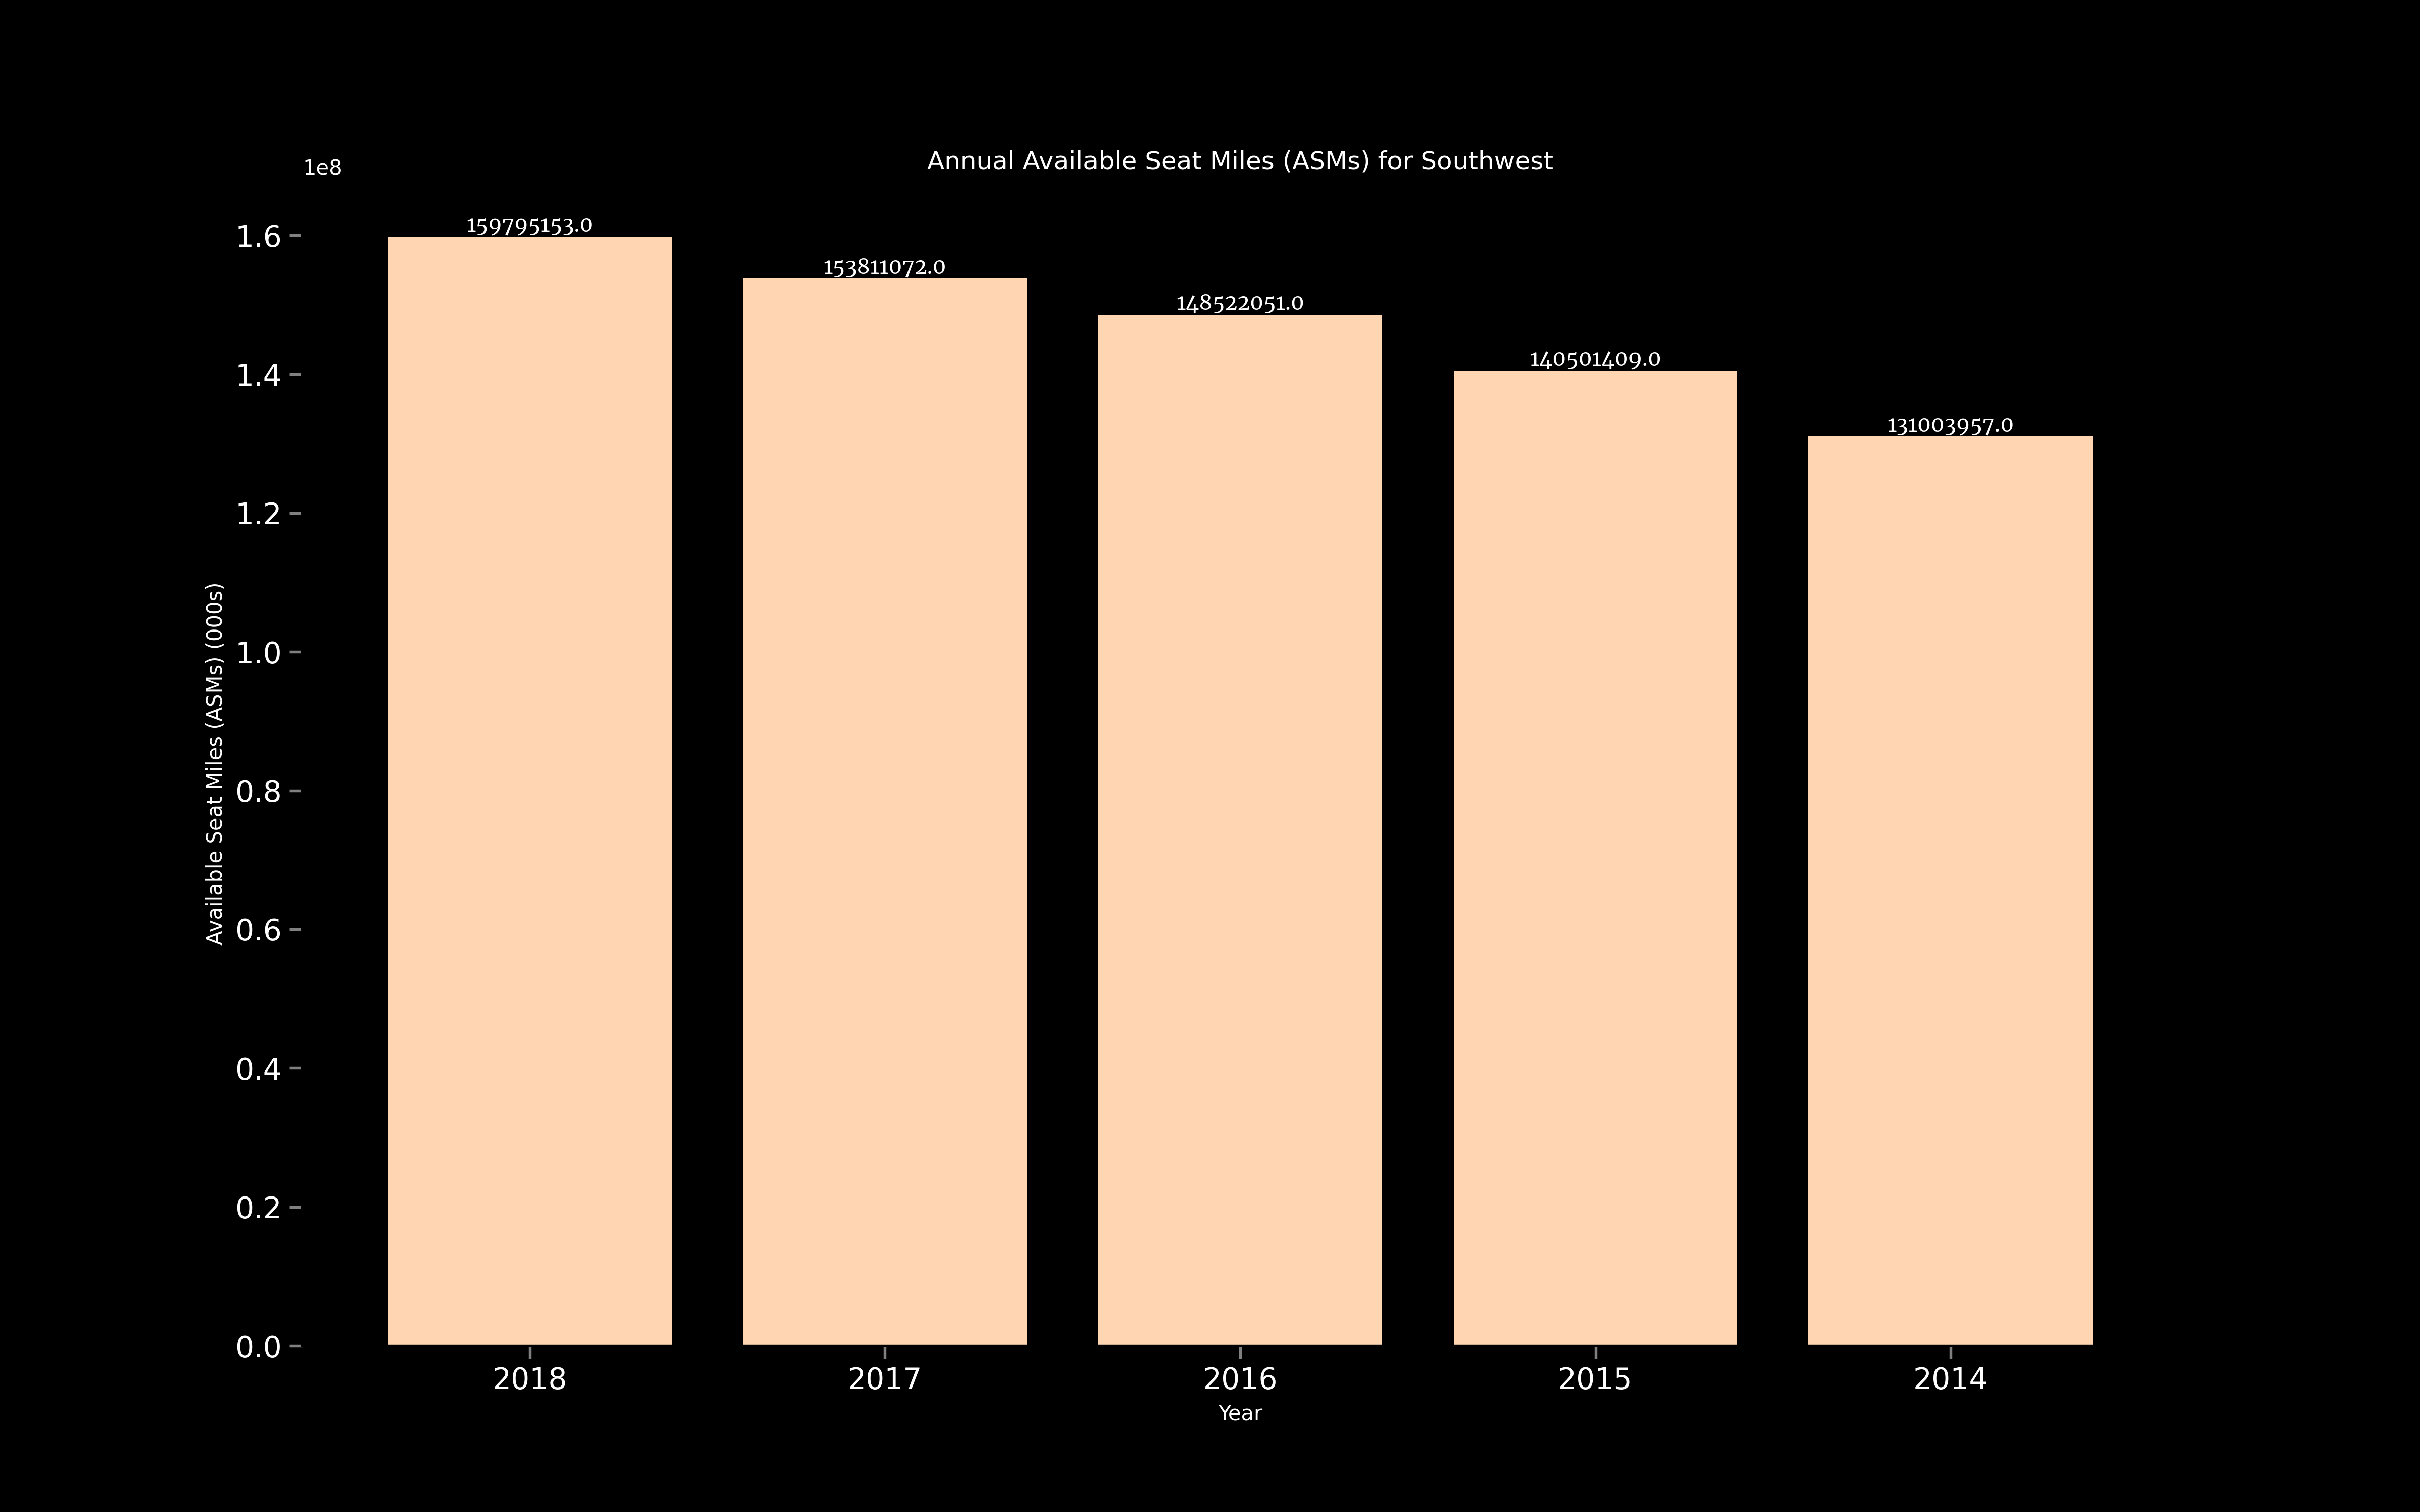 Annual Available Seat Miles (ASMs) for Southwest
1e8
159795153.0
153811072.0
148522051.0
140501409.0
131003957.0
1.6
1.4
1.2
1.0
0.8
0.6
0.4
0.2
0.0
Available Seat Miles (ASMs) (000s)
2018 2017 2016 2015 2014
Year